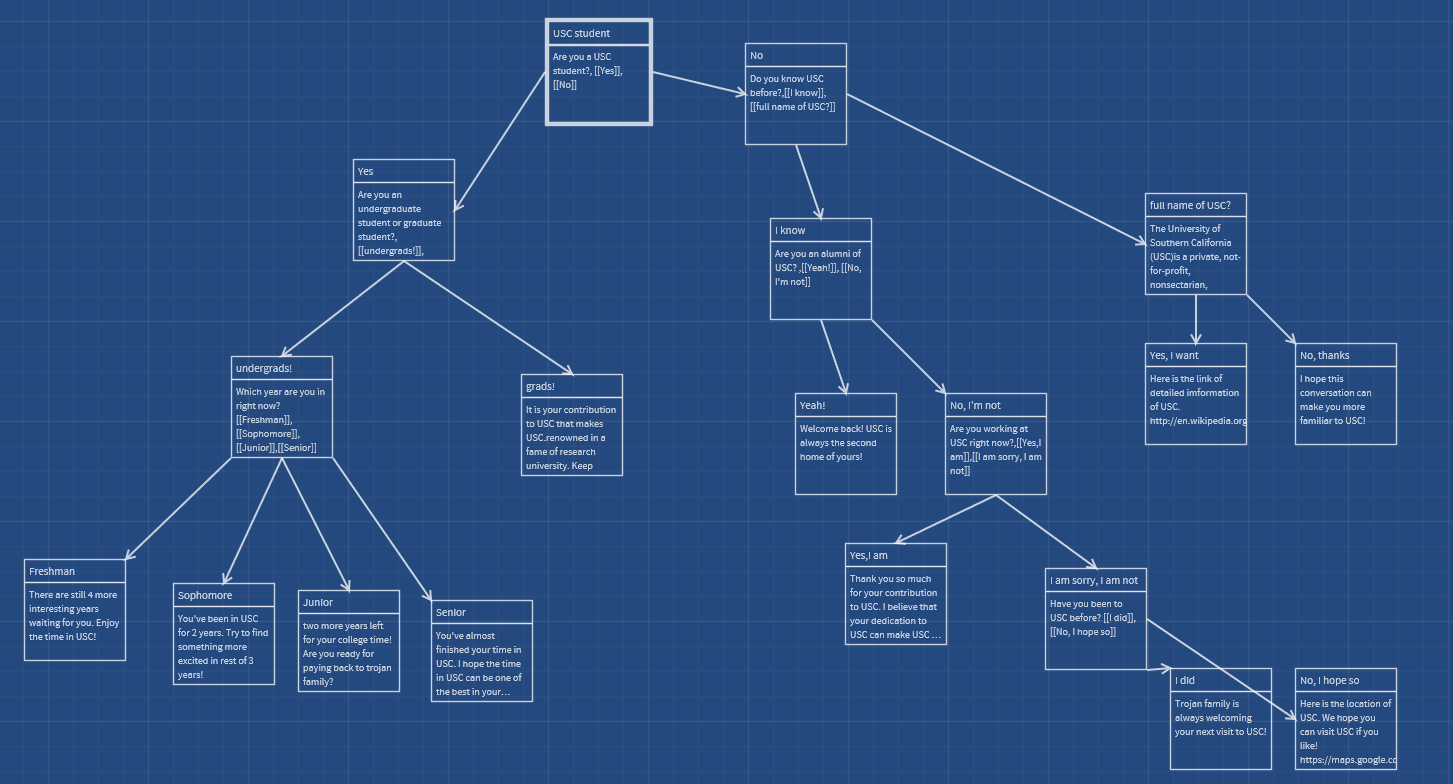 USC student
Are you a USC
student?, [[Yes]],
[[No]]
No
Do you know USC
before?,[[I know]],
[[full name of USC?]]
Yes
Are you an
undergraduate
student or graduate
student?,
[[undergrads!]],
full name of USC?
The University of
Southern California
(USC)is a private, not-
for-profit,
nonsectarian,
I know
Are you an alumni of
USC? ,[[Yeah!]], [[No,
I'm not]]
undergrads!
Which year are you in
right now?
[[Freshman]],
[[Sophomore]],
[[Junior]],[[Senior]]
grads!
It is your contribution
to USC that makes
USC.renowned in a
fame of research
university. Keep
Yeah!
Welcome back! USC is
always the second
home of yours!
No, I'm not
Are you working at
USC right now?,[[Yes,I
am]],[[I am sorry, I am
not]]
Yes, I want
Here is the link of
detailed imformation
of USC.
http://en.wikipedia.org
No, thanks
I hope this
conversation can
make you more
familiar to USC!
Freshman
There are still 4 more
interesting years
waiting for you. Enjoy
the time in USC!
Sophomore
You've been in USC
for 2 years. Try to find
something more
excited in rest of 3
years!
Junior
two more years left
for your college time!
Are you ready for
paying back to trojan
family?
Senior
You've almost
finished your time in
USC. I hope the time
in USC can be one of
the best in your...
Yes,I am
Thank you so much
for your contribution
to USC. I believe that
your dedication to
USC can make USC ...
I am sorry, I am not
Have you been to
USC before? [[I did]],
[[No, I hope so]]
I did
Trojan family is
always welcoming
your next visit to USC!
No, I hope so
Here is the location of
USC. We hope you
can visit USC if you
like!
https://maps.google.co